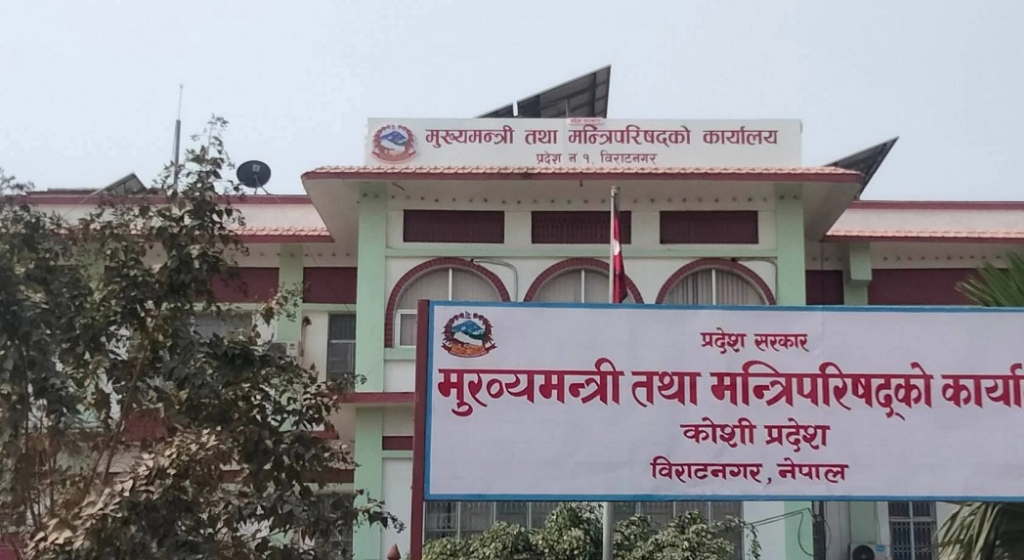 मुख्यमन्त्री तथा मन्त्रिपरिषद्को कार्यालय
प्रदेश नं १, विराटनगर
प्रदेश सरकार
मुख्यमन्त्री तथा मन्त्रिपरिषद्को कार्या
कोशी प्रदेश
विराटनगर, नेपाल